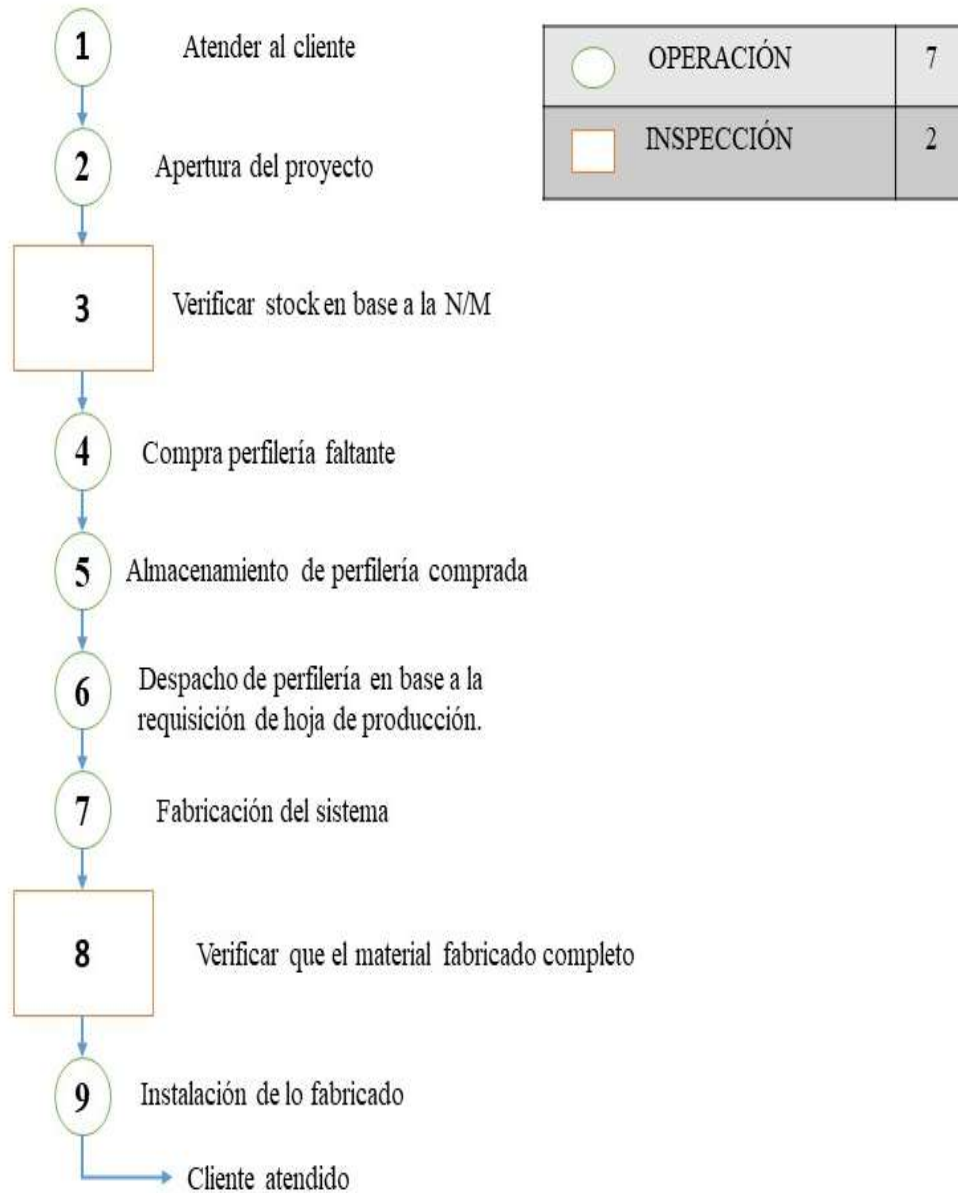 1 Atender al cliente
OPERACIÓN 7
2 Apertura del proyecto
INSPECCIÓN 2
3 Verificar stock en base a la N/M
4 Compra perfilería faltante
5 Almacenamiento de perfilería comprada
6 Despacho de perfilería en base a la
requisición de hoja de producción.
7 Fabricación del sistema
8 Verificar que el material fabricado completo
9 Instalación de lo fabricado
Cliente atendido